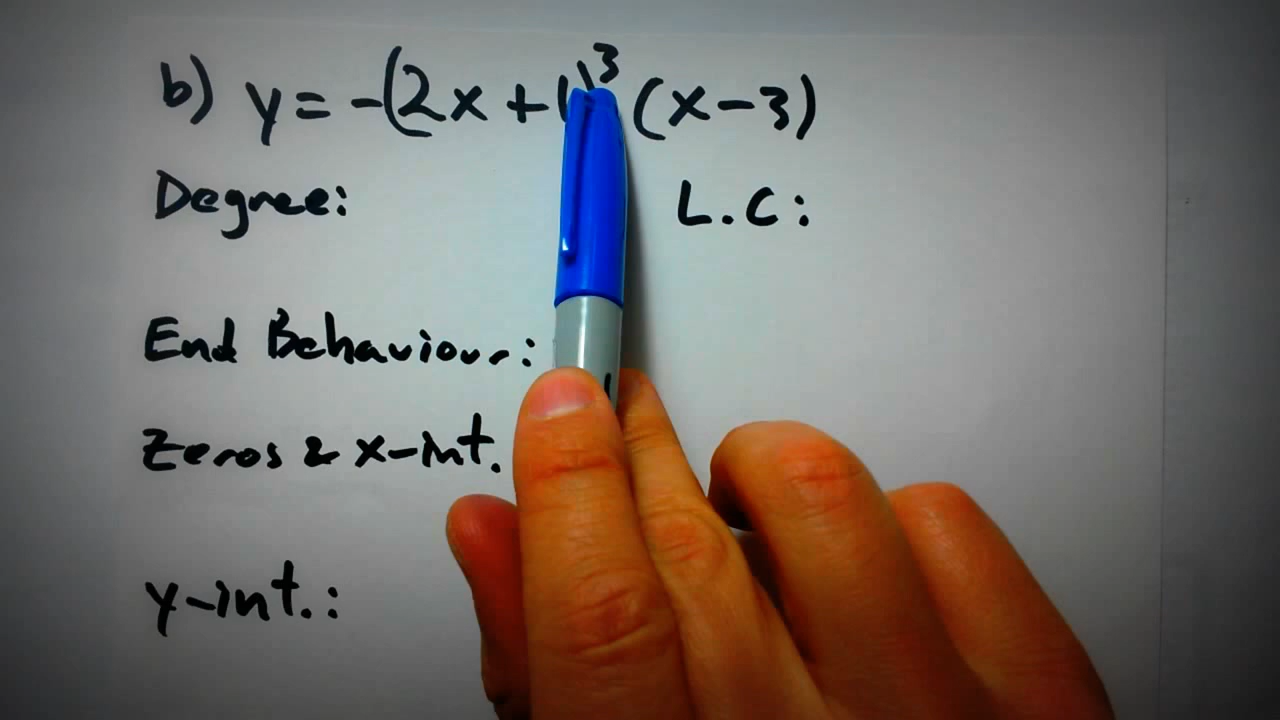 b) y = -(2x + 1)³ (x - 3)
Degree: L.C:
End Behaviour:
Zeros & x-int.
y-int.: